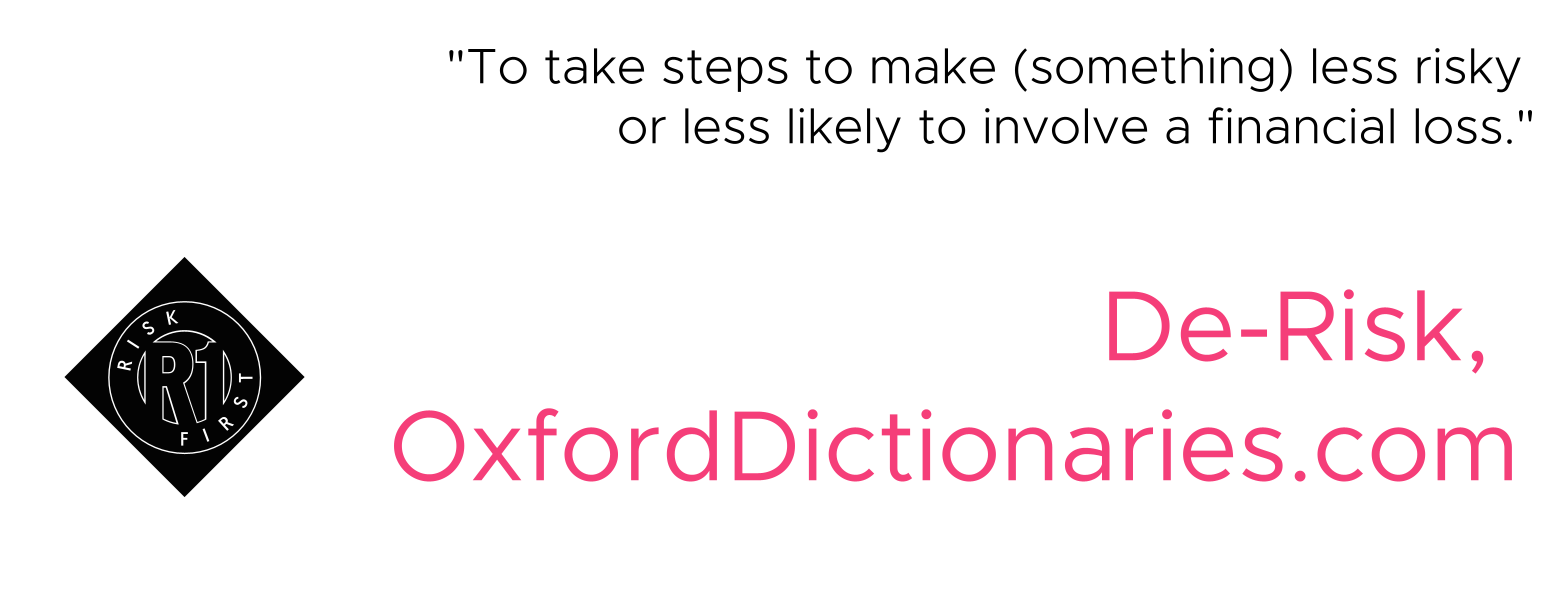 "To take steps to make (something) less risky
or less likely to involve a financial loss."
De-Risk,
OxfordDictionaries.com
RISK
R1
FIRST